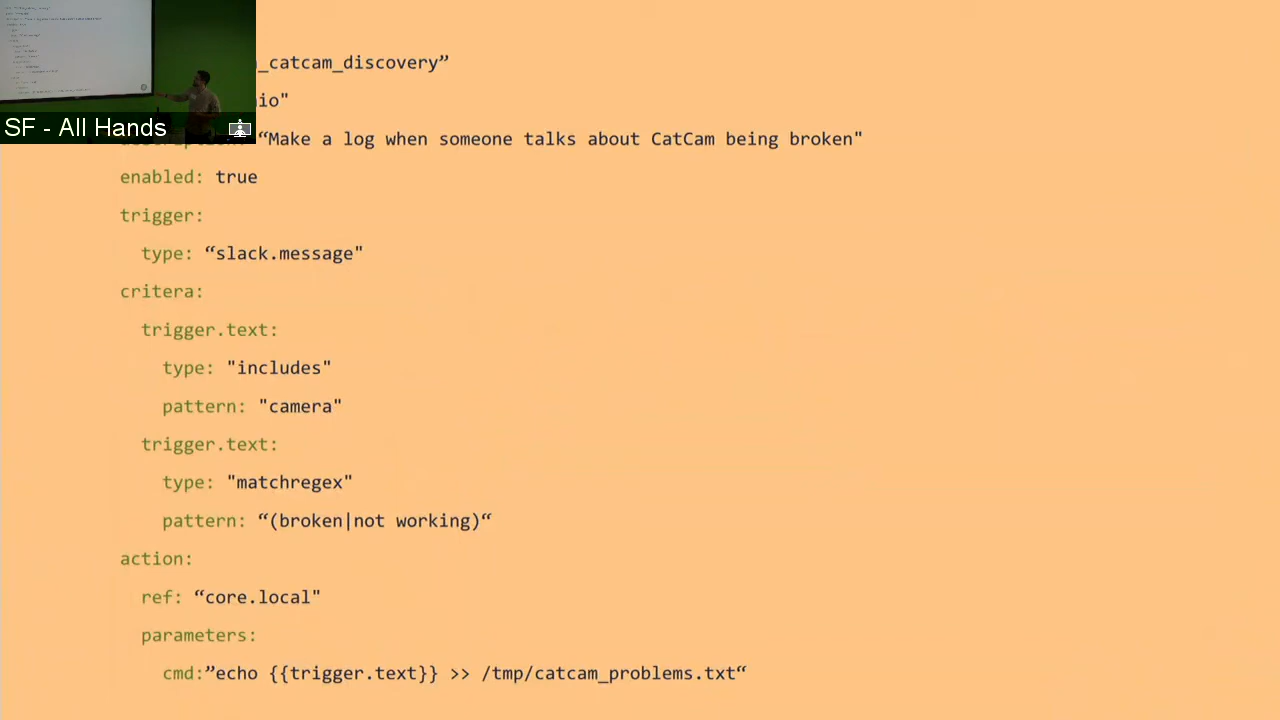 _catcam_discovery”
io"
“Make a log when someone talks about CatCam being broken"
enabled: true
trigger:
type: “slack.message"
critera:
trigger.text:
type: "includes"
pattern: "camera"
trigger.text:
type: "matchregex"
pattern: “(broken|not working)“
action:
ref: “core.local"
parameters:
cmd:”echo {{trigger.text}} >> /tmp/catcam_problems.txt“
SF - All Hands